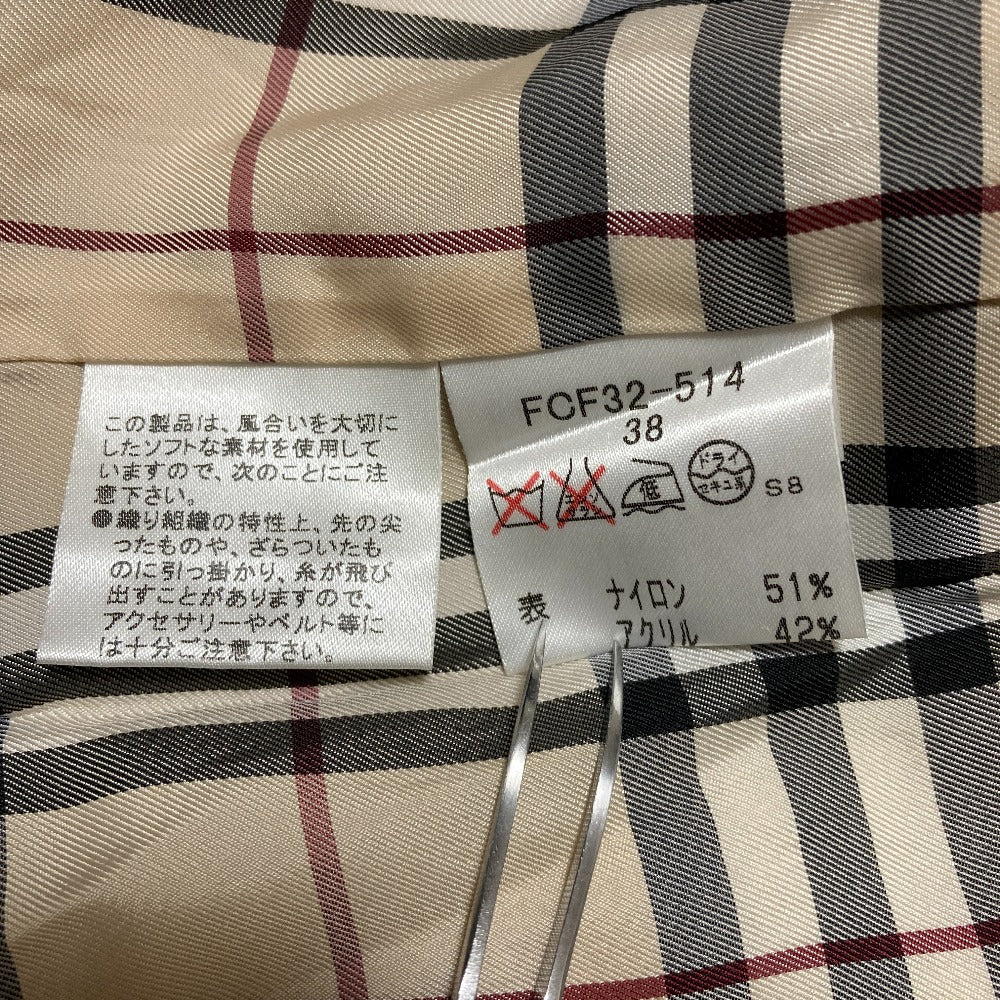 この製品は、風合いを大切に
したソフトな素材を使用して
いますので、次のことにご注
意下さい。
●織り組織の特性上、先の尖
ったものや、ざらついたも
のに引っ掛かり、糸が飛び
出すことがありますので、
アクセサリーやベルト等に
は十分ご注意下さい。
FCF32-514
38
エンソ
サラシ
低
ドライ
セキユ系
S8
表 ナイロン 51%
アクリル 42%